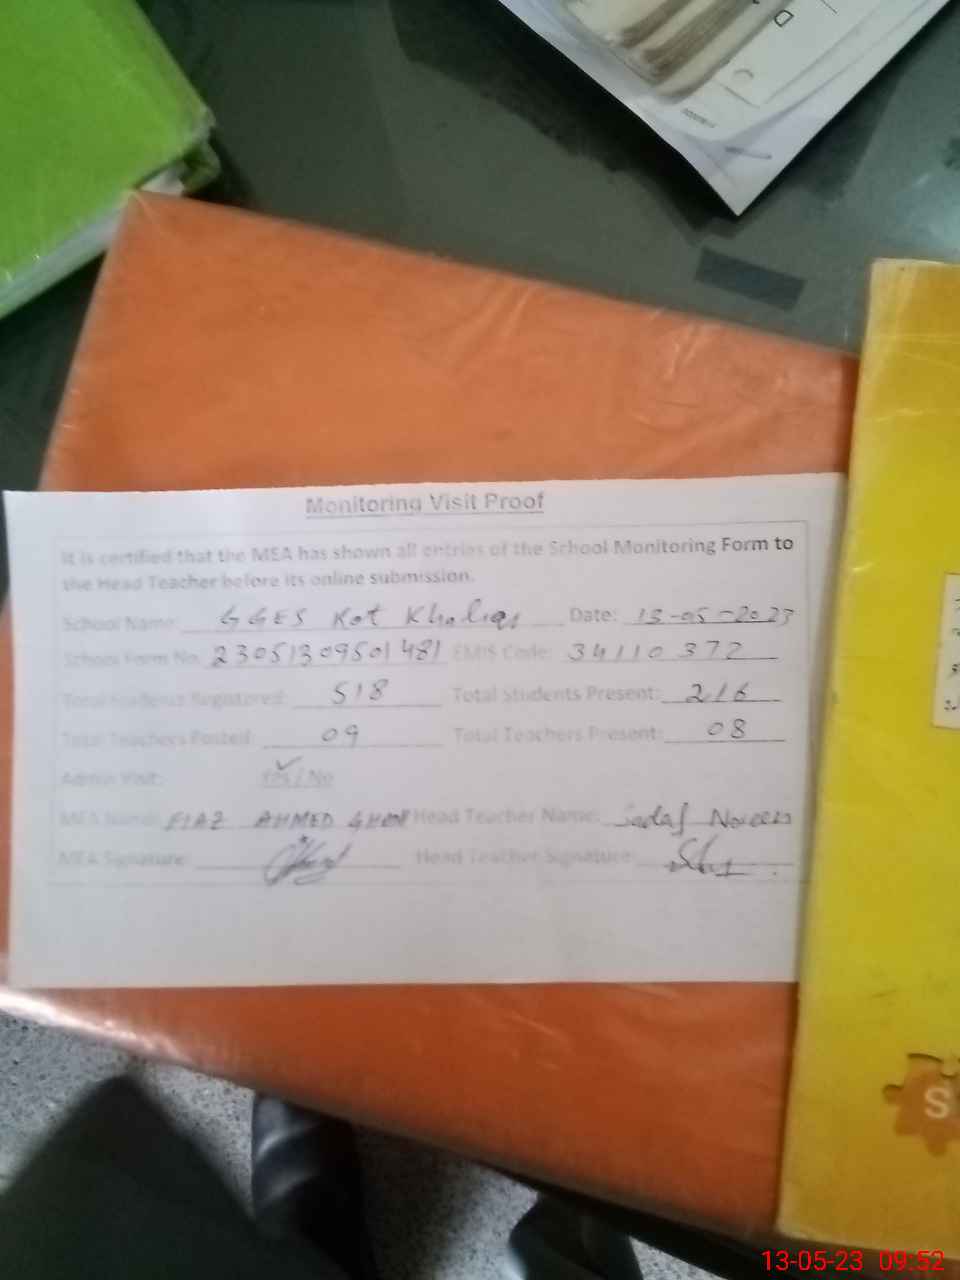 Monitoring Visit Proof
It is certified that the MEA has shown all entries of the School Monitoring Form to
the Head Teacher before its online submission.
School Name: GGES Kot Khaliqs Date: 13-05-2023
School Form No. 23051309501481 EMIS Code: 34110372
Total Students Registered: 518 Total Students Present: 216
Total Teachers Posted: 09 Total Teachers Present: 08
Admin Visit: Yes / No
MEA Name: FIAZ AHMED Head Teacher Name: Sadaf Noreen
MEA Signature: Head Teacher Signature:
S
13-05-23 09:52